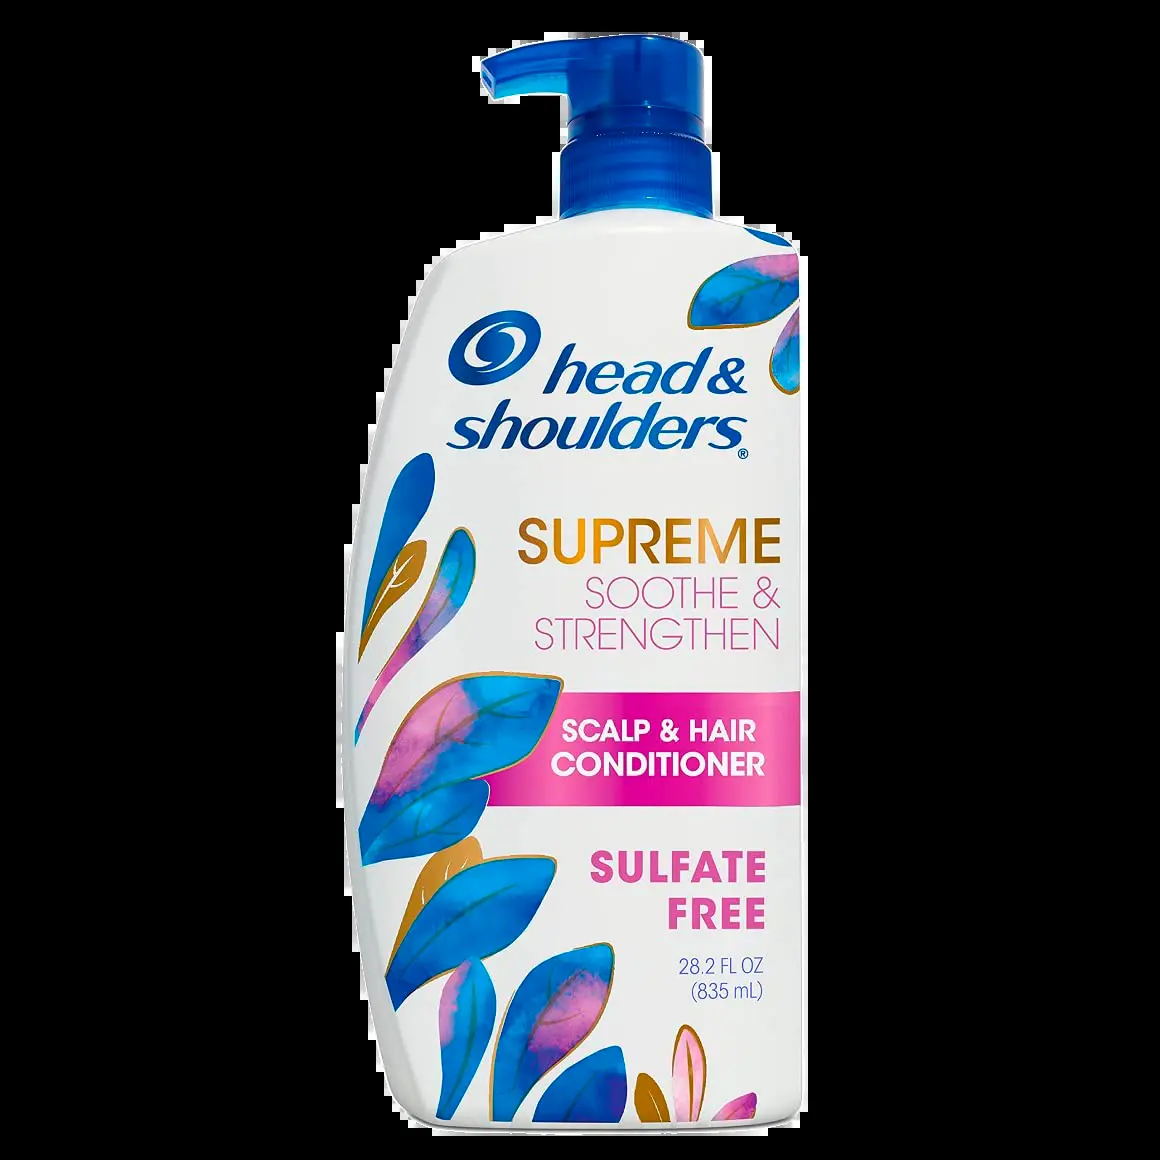 head &
shoulders®
SUPREME
SOOTHE &
STRENGTHEN
SCALP & HAIR
CONDITIONER
SULFATE
FREE
28.2 FL OZ
(835 mL)